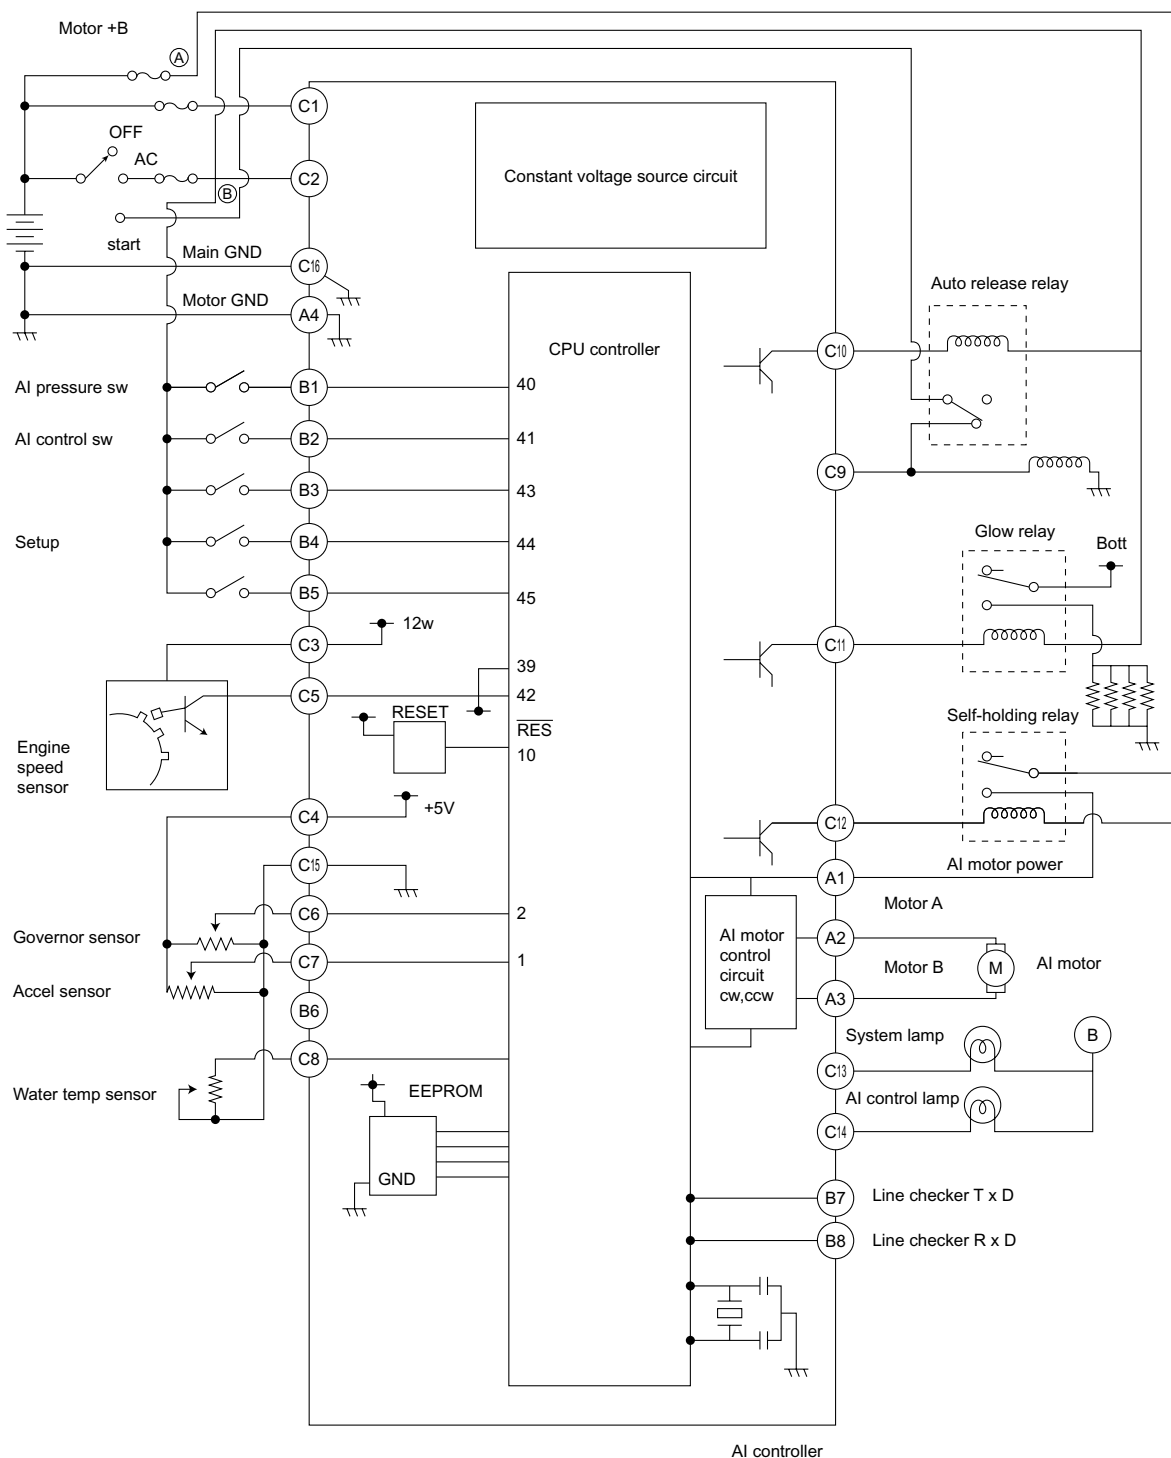 Motor +B
A
C1
OFF
AC
C2
B
start
Constant voltage source circuit
Main GND
C16
Motor GND
A4
Auto release relay
CPU controller
C10
AI pressure sw
B1
40
AI control sw
B2
41
C9
B3
43
Setup
B4
44
Glow relay
Bott
B5
45
C3
12w
C11
39
C5
42
RESET
RES
10
Self-holding relay
Engine
speed
sensor
C4
+5V
C12
C15
AI motor power
A1
C6
2
Motor A
Governor sensor
AI motor
control
circuit
cw,ccw
A2
C7
1
Motor B
M
AI motor
Accel sensor
A3
B6
System lamp
B
C8
C13
Water temp sensor
EEPROM
AI control lamp
C14
GND
B7
Line checker T x D
B8
Line checker R x D
AI controller